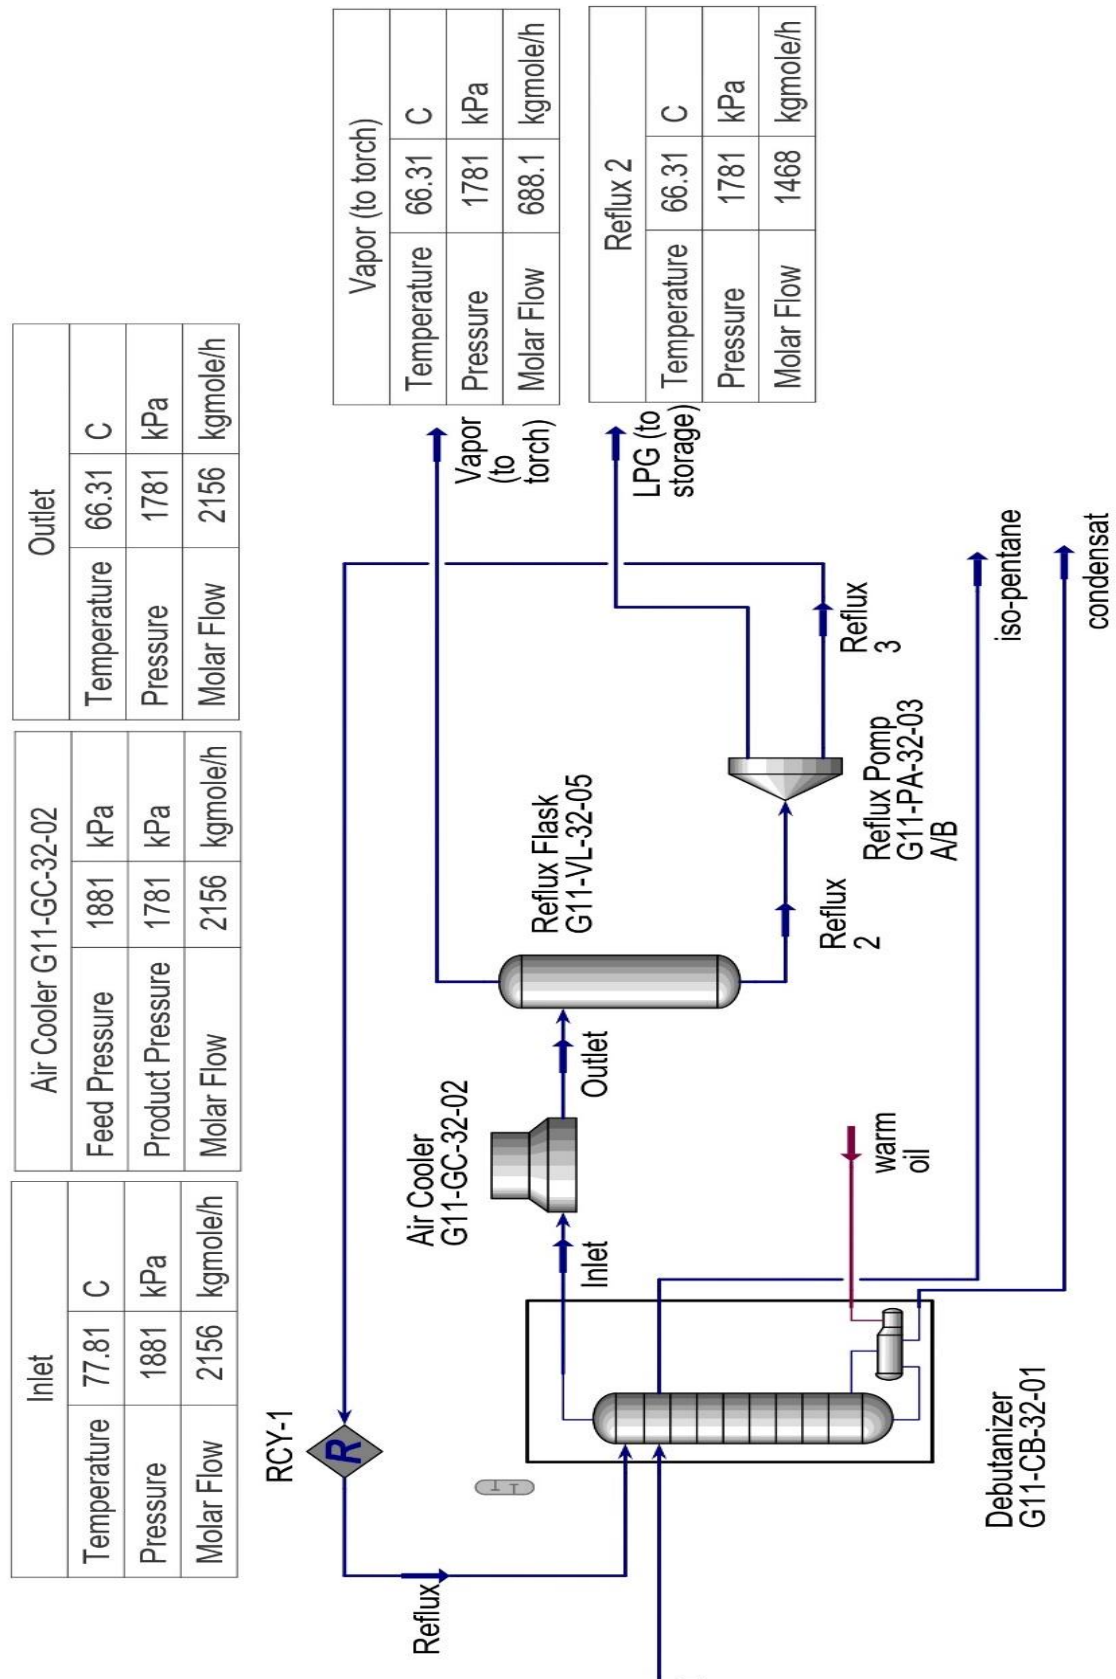 Inlet
Temperature 77.81 C
Pressure 1881 kPa
Molar Flow 2156 kgmole/h
Air Cooler G11-GC-32-02
Feed Pressure 1881 kPa
Product Pressure 1781 kPa
Molar Flow 2156 kgmole/h
Outlet
Temperature 66.31 C
Pressure 1781 kPa
Molar Flow 2156 kgmole/h
Vapor (to torch)
Temperature 66.31 C
Pressure 1781 kPa
Molar Flow 688.1 kgmole/h
Reflux 2
Temperature 66.31 C
Pressure 1781 kPa
Molar Flow 1468 kgmole/h
RCY-1
R
Reflux
Air Cooler
G11-GC-32-02
Inlet
Outlet
Reflux Flask
G11-VL-32-05
Vapor
(to
torch)
LPG (to
storage)
Reflux
2
Reflux Pomp
G11-PA-32-03
A/B
Reflux
3
warm
oil
iso-pentane
condensat
Debutanizer
G11-CB-32-01